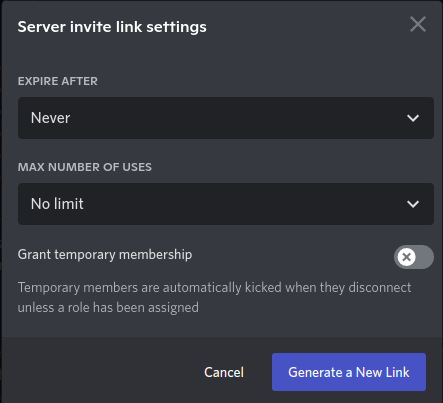 Server invite link settings
EXPIRE AFTER
Never
MAX NUMBER OF USES
No limit
Grant temporary membership
Temporary members are automatically kicked when they disconnect
unless a role has been assigned
Cancel
Generate a New Link